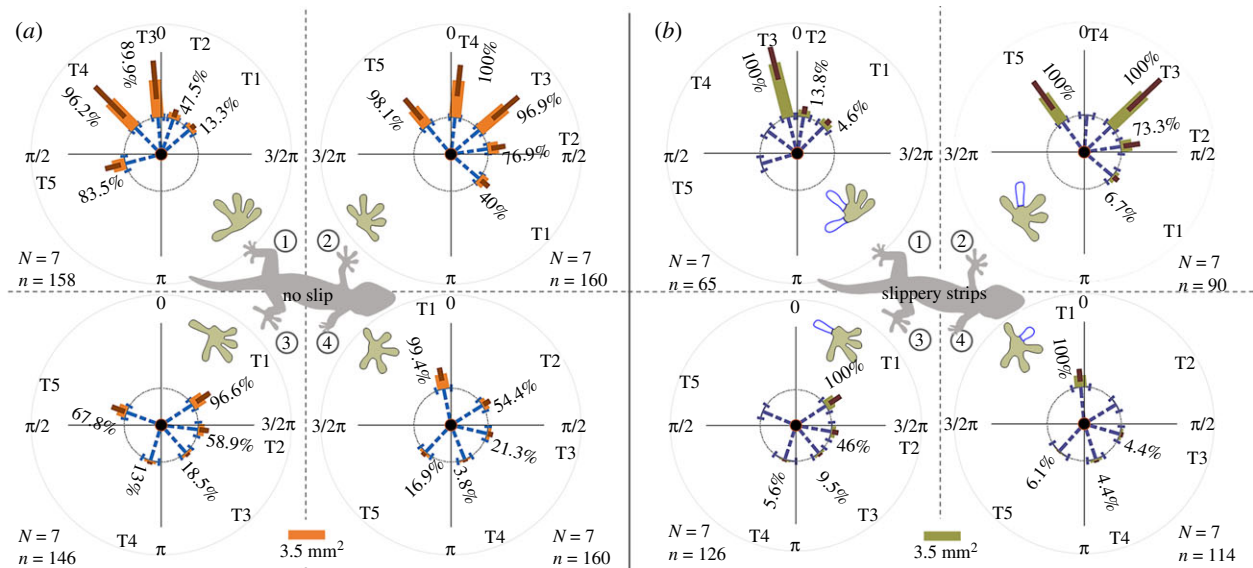 (a)
0
T3
T2
T4
T1
89.9%
47.5%
96.2%
13.3%
π/2
3/2π
T5
83.5%
N = 7
n = 158
π
①
0
T4
T5
T3
100%
98.1%
96.9%
T2
76.9%
3/2π
π/2
40%
T1
②
N = 7
n = 160
π
no slip
0
T1
T5
96.6%
67.8%
π/2
3/2π
58.9%
T2
18.5%
13%
T3
T4
N = 7
n = 146
π
③
0
T1
T2
99.4%
54.4%
3/2π
π/2
21.3%
T3
16.9%
3.8%
T5
T4
N = 7
n = 160
π
④
3.5 mm²
(b)
0
T3
T2
T4
T1
100%
13.8%
4.6%
π/2
3/2π
T5
N = 7
n = 65
π
①
0
T4
T5
T3
100%
100%
73.3%
T2
3/2π
π/2
6.7%
T1
②
N = 7
n = 90
π
slippery strips
0
T1
T5
100%
π/2
3/2π
46%
T2
9.5%
5.6%
T3
T4
N = 7
n = 126
π
③
0
T1
T2
100%
3/2π
π/2
4.4%
T3
6.1%
4.4%
T5
T4
N = 7
n = 114
π
④
3.5 mm²